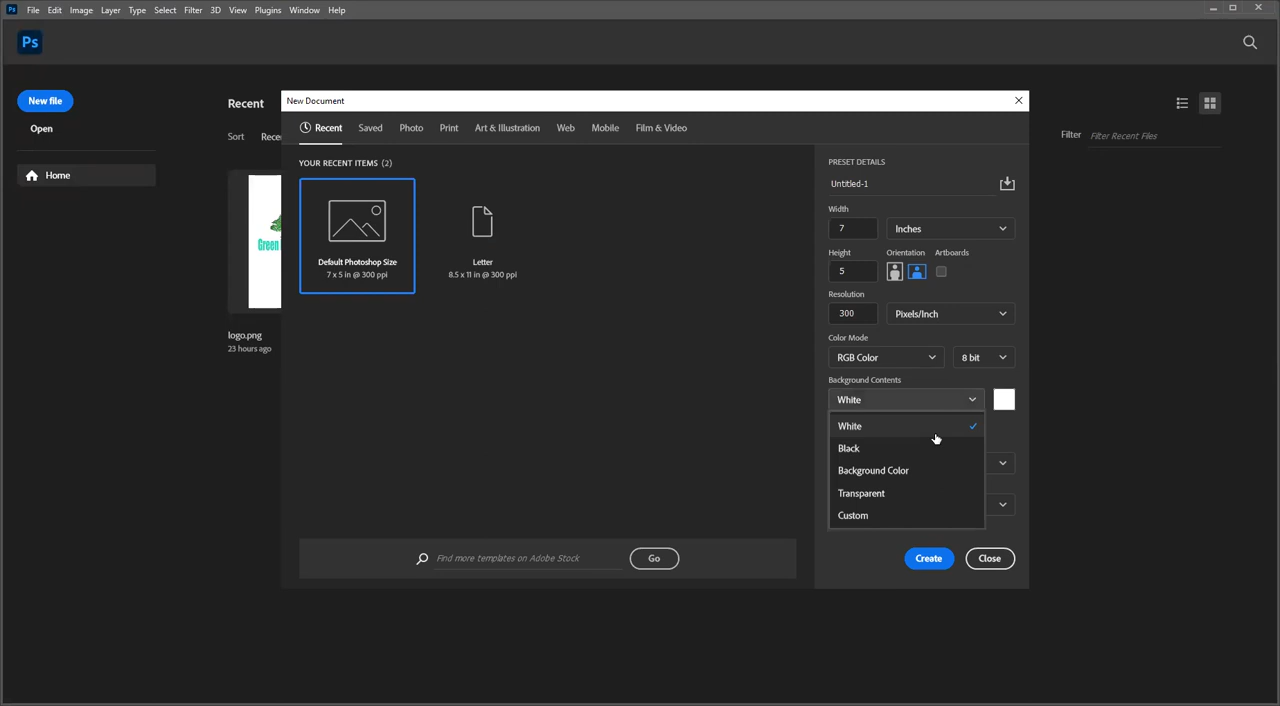 Ps File Edit Image Layer Type Select Filter 3D View Plugins Window Help
Ps
New file
Open
Home
Recent
Sort Rece
Filter Filter Recent Files
Green
logo.png
23 hours ago
New Document
Recent Saved Photo Print Art & Illustration Web Mobile Film & Video
YOUR RECENT ITEMS (2)
Default Photoshop Size
7 x 5 in @ 300 ppi
Letter
8.5 x 11 in @ 300 ppi
Find more templates on Adobe Stock Go
PRESET DETAILS
Untitled-1
Width
7 Inches
Height Orientation Artboards
5
Resolution
300 Pixels/Inch
Color Mode
RGB Color 8 bit
Background Contents
White
White
Black
Background Color
Transparent
Custom
Create Close